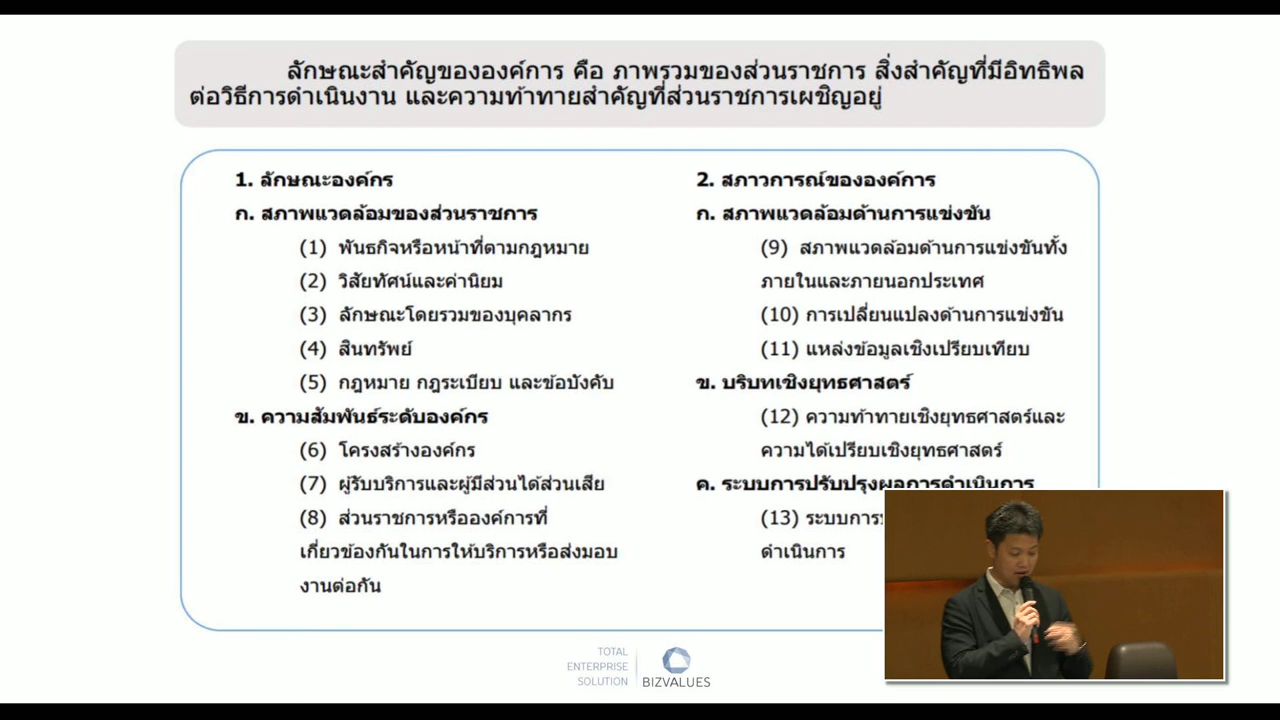 ลักษณะสำคัญขององค์การ คือ ภาพรวมของส่วนราชการ สิ่งสำคัญที่มีอิทธิพล
ต่อวิธีการดำเนินงาน และความท้าทายสำคัญที่ส่วนราชการเผชิญอยู่
1. ลักษณะองค์กร
ก. สภาพแวดล้อมของส่วนราชการ
(1) พันธกิจหรือหน้าที่ตามกฎหมาย
(2) วิสัยทัศน์และค่านิยม
(3) ลักษณะโดยรวมของบุคลากร
(4) สินทรัพย์
(5) กฎหมาย กฎระเบียบ และข้อบังคับ
ข. ความสัมพันธ์ระดับองค์กร
(6) โครงสร้างองค์กร
(7) ผู้รับบริการและผู้มีส่วนได้ส่วนเสีย
(8) ส่วนราชการหรือองค์การที่
เกี่ยวข้องกันในการให้บริการหรือส่งมอบ
งานต่อกัน
2. สภาวการณ์ขององค์การ
ก. สภาพแวดล้อมด้านการแข่งขัน
(9) สภาพแวดล้อมด้านการแข่งขันทั้ง
ภายในและภายนอกประเทศ
(10) การเปลี่ยนแปลงด้านการแข่งขัน
(11) แหล่งข้อมูลเชิงเปรียบเทียบ
ข. บริบทเชิงยุทธศาสตร์
(12) ความท้าทายเชิงยุทธศาสตร์และ
ความได้เปรียบเชิงยุทธศาสตร์
ค. ระบบการปรับปรุงผลการดำเนินการ
(13) ระบบการ
ดำเนินการ
TOTAL
ENTERPRISE
SOLUTION
BIZVALUES